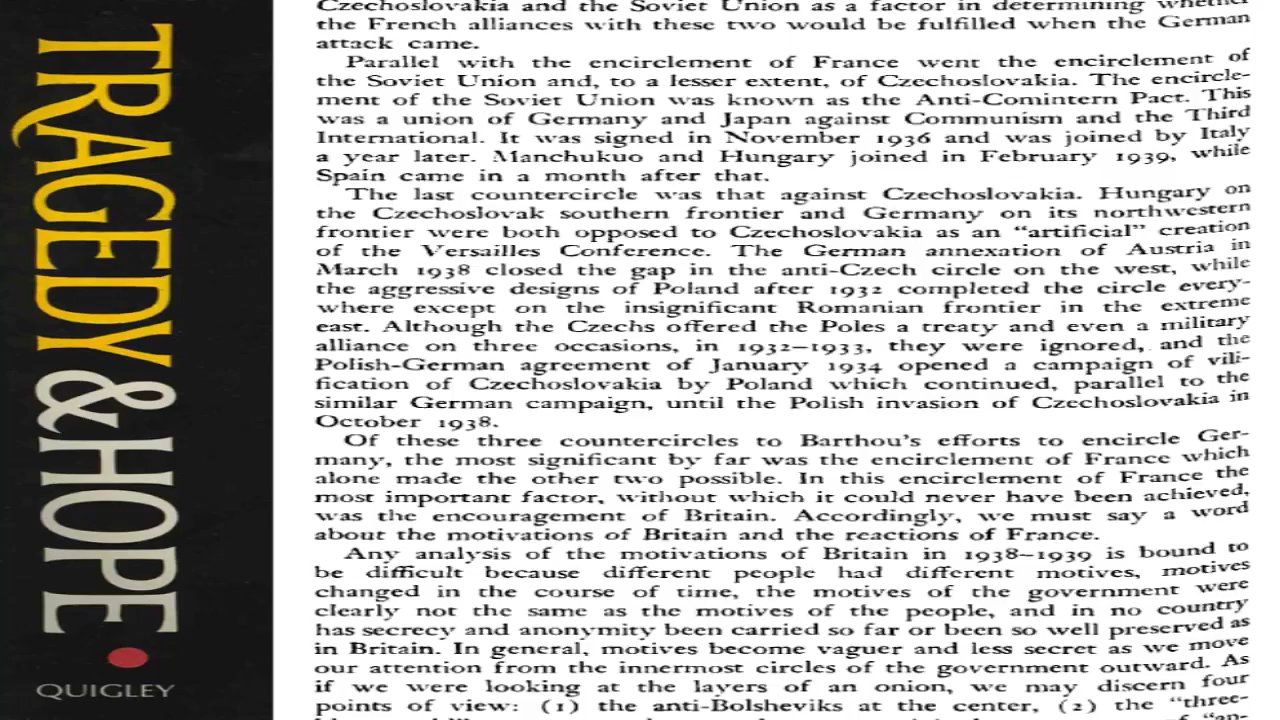 TRAGEDY & HOPE
QUIGLEY
Czechoslovakia and the Soviet Union as a factor in determining whether
the French alliances with these two would be fulfilled when the German
attack came.
Parallel with the encirclement of France went the encirclement of
the Soviet Union and, to a lesser extent, of Czechoslovakia. The encircle-
ment of the Soviet Union was known as the Anti-Comintern Pact. This
was a union of Germany and Japan against Communism and the Third
International. It was signed in November 1936 and was joined by Italy
a year later. Manchukuo and Hungary joined in February 1939, while
Spain came in a month after that.
The last countercircle was that against Czechoslovakia. Hungary on
the Czechoslovak southern frontier and Germany on its northwestern
frontier were both opposed to Czechoslovakia as an “artificial” creation
of the Versailles Conference. The German annexation of Austria in
March 1938 closed the gap in the anti-Czech circle on the west, while
the aggressive designs of Poland after 1932 completed the circle every-
where except on the insignificant Romanian frontier in the extreme
east. Although the Czechs offered the Poles a treaty and even a military
alliance on three occasions, in 1932–1933, they were ignored, and the
Polish-German agreement of January 1934 opened a campaign of vili-
fication of Czechoslovakia by Poland which continued, parallel to the
similar German campaign, until the Polish invasion of Czechoslovakia in
October 1938.
Of these three countercircles to Barthou’s efforts to encircle Ger-
many, the most significant by far was the encirclement of France which
alone made the other two possible. In this encirclement of France the
most important factor, without which it could never have been achieved,
was the encouragement of Britain. Accordingly, we must say a word
about the motivations of Britain and the reactions of France.
Any analysis of the motivations of Britain in 1938–1939 is bound to
be difficult because different people had different motives, motives
changed in the course of time, the motives of the government were
clearly not the same as the motives of the people, and in no country
has secrecy and anonymity been carried so far or been so well preserved as
in Britain. In general, motives become vaguer and less secret as we move
our attention from the innermost circles of the government outward. As
if we were looking at the layers of an onion, we may discern four
points of view: (1) the anti-Bolsheviks at the center, (2) the “three-